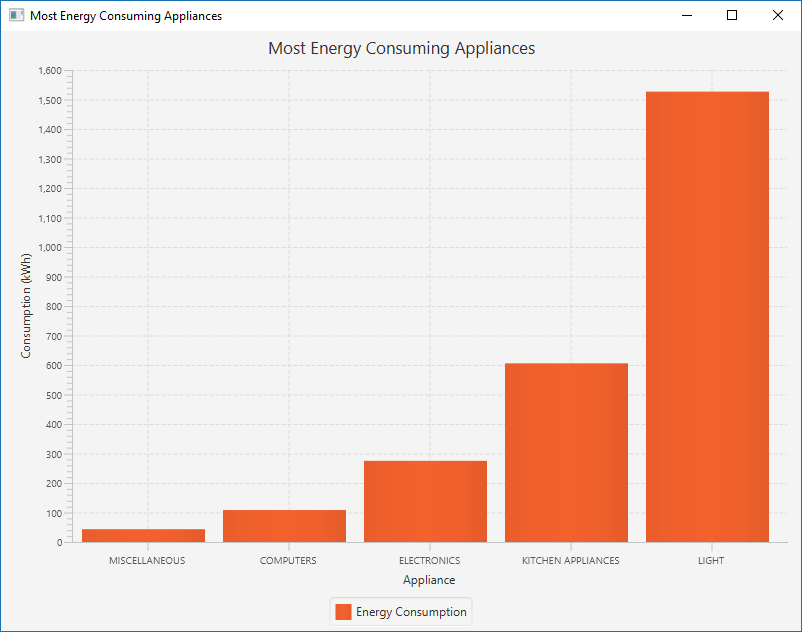 Most Energy Consuming Appliances
Most Energy Consuming Appliances
1,600
1,500
1,400
1,300
1,200
1,100
1,000
900
800
700
600
500
400
300
200
100
0
Consumption (kWh)
MISCELLANEOUS COMPUTERS ELECTRONICS KITCHEN APPLIANCES LIGHT
Appliance
Energy Consumption